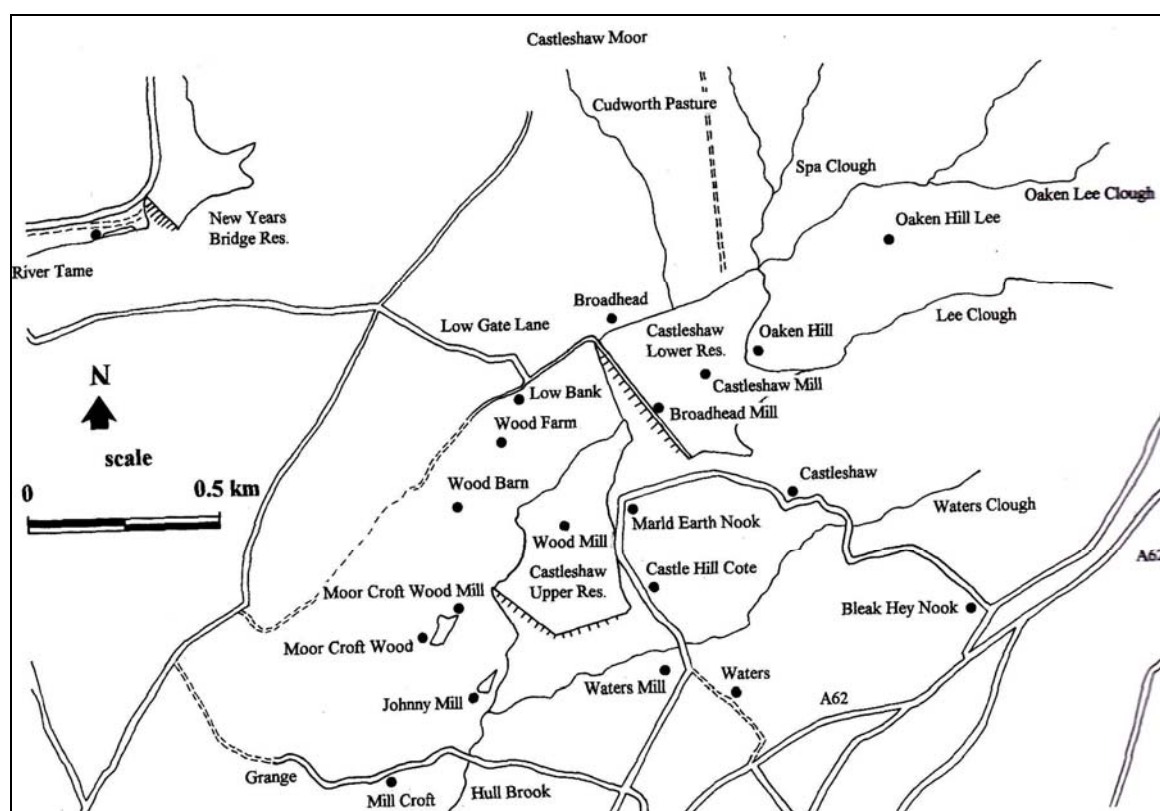 Castleshaw Moor
Cudworth Pasture
Spa Clough
Oaken Lee Clough
New Years
Bridge Res.
Oaken Hill Lee
River Tame
Broadhead
Low Gate Lane
Castleshaw
Lower Res.
Oaken Hill
Lee Clough
N
Castleshaw Mill
Low Bank
Broadhead Mill
Wood Farm
scale
0
0.5 km
Wood Barn
Castleshaw
Marld Earth Nook
Waters Clough
Wood Mill
A62
Castleshaw
Upper Res.
Castle Hill Cote
Moor Croft Wood Mill
Bleak Hey Nook
Moor Croft Wood
Waters Mill
Waters
Johnny Mill
A62
Grange
Mill Croft
Hull Brook